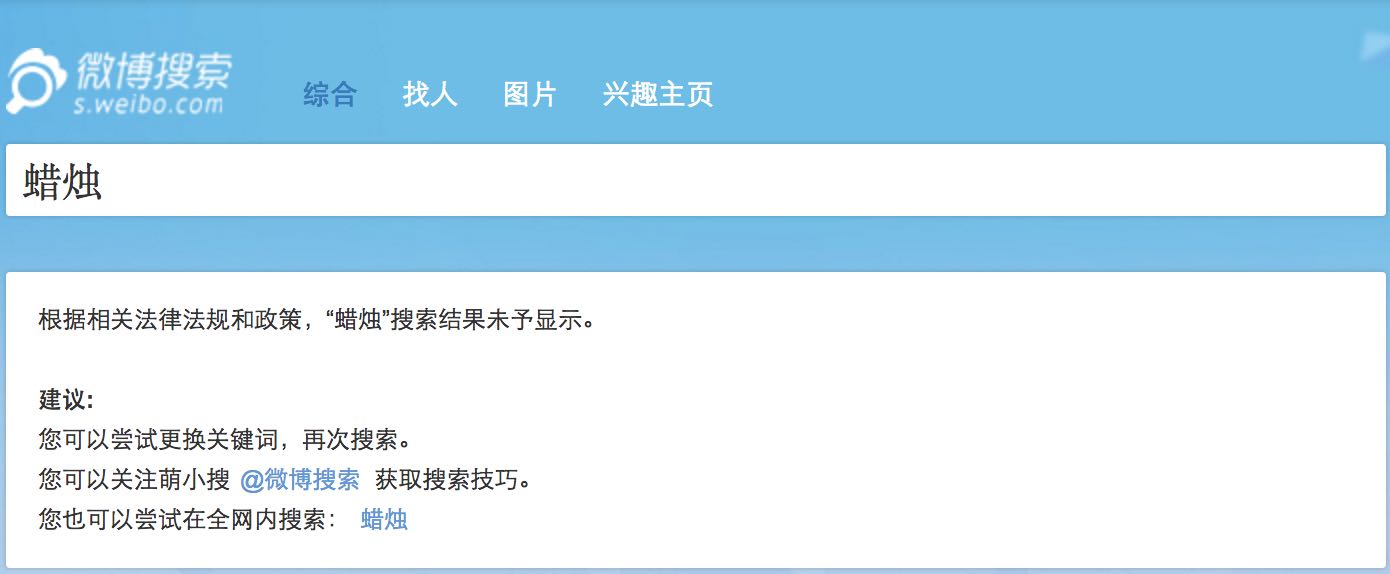 微博搜索
s.weibo.com
综合 找人 图片 兴趣主页
蜡烛
根据相关法律法规和政策，“蜡烛”搜索结果未予显示。
建议:
您可以尝试更换关键词，再次搜索。
您可以关注萌小搜 @微博搜索 获取搜索技巧。
您也可以尝试在全网内搜索： 蜡烛